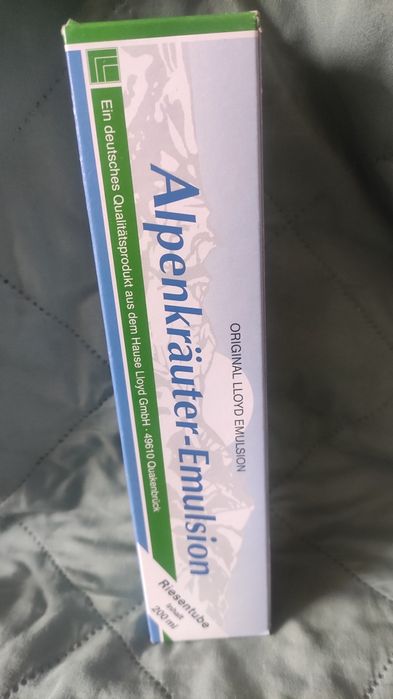 ORIGINAL LLOYD EMULSION
Alpenkräuter-Emulsion
Ein deutsches Qualitätsprodukt aus dem Hause Lloyd GmbH · 49610 Quakenbrück
Riesentube
Inhalt
200 ml